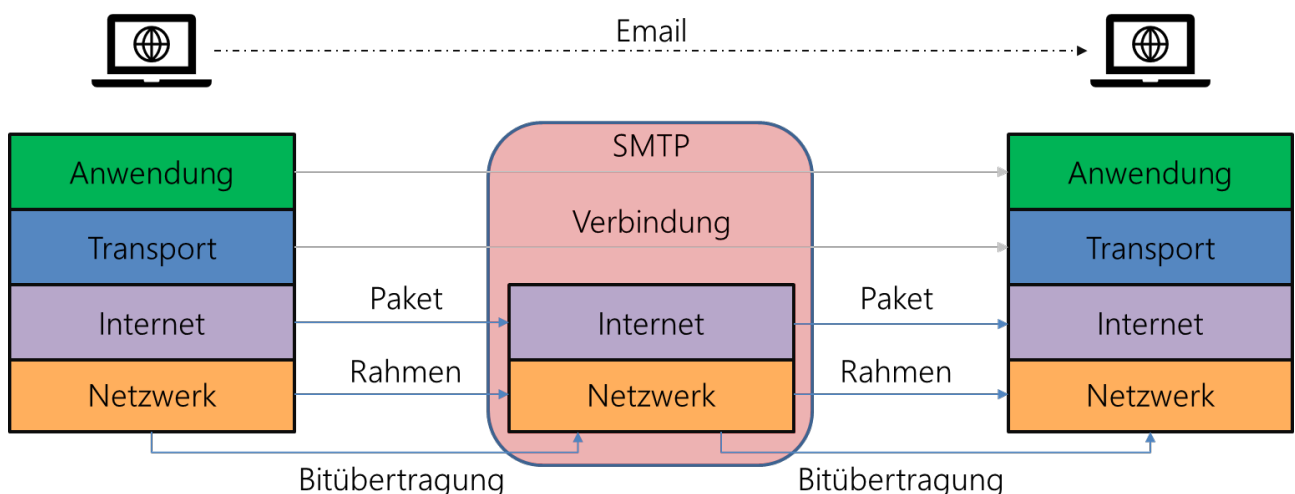 Email
SMTP
Anwendung
Anwendung
Verbindung
Transport
Transport
Paket
Paket
Internet
Internet
Internet
Rahmen
Rahmen
Netzwerk
Netzwerk
Netzwerk
Bitübertragung
Bitübertragung